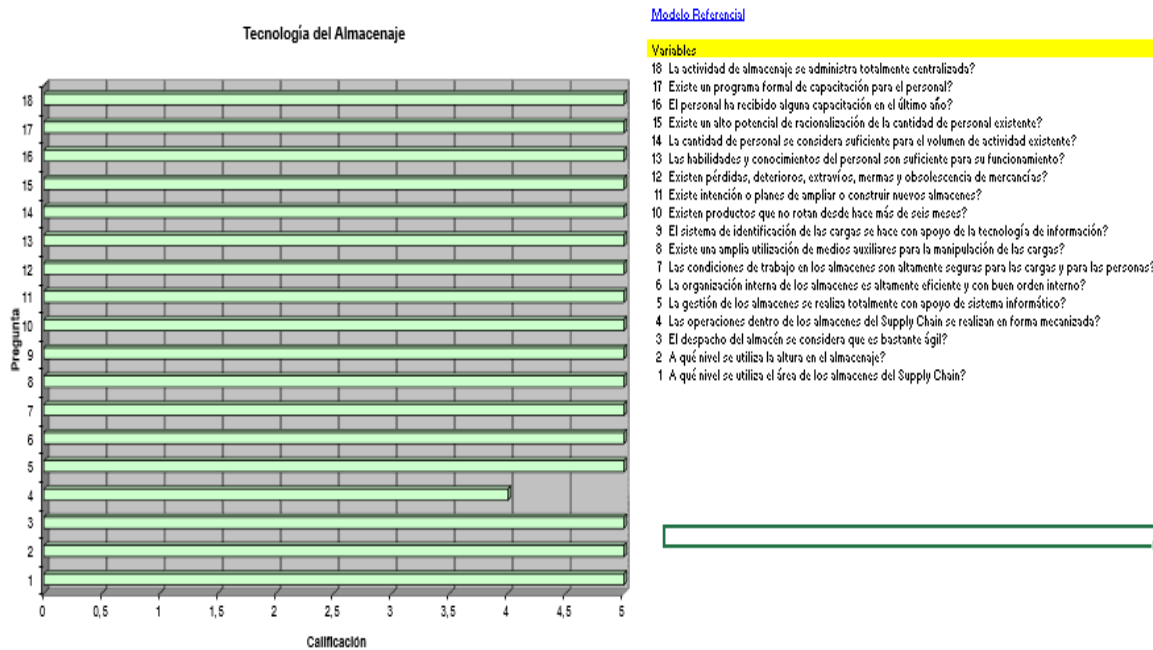 Tecnología del Almacenaje
Pregunta
18
17
16
15
14
13
12
11
10
9
8
7
6
5
4
3
2
1
0
0,5
1
1,5
2
2,5
3
3,5
4
4,5
5
Calificación
Modelo Referencial
Variables
18 La actividad de almacenaje se administra totalmente centralizada?
17 Existe un programa formal de capacitación para el personal?
16 El personal ha recibido alguna capacitación en el último año?
15 Existe un alto potencial de racionalización de la cantidad de personal existente?
14 La cantidad de personal se considera suficiente para el volumen de actividad existente?
13 Las habilidades y conocimientos del personal son suficiente para su funcionamiento?
12 Existen pérdidas, deterioros, extravíos, mermas y obsolescencia de mercancías?
11 Existe intención o planes de ampliar o construir nuevos almacenes?
10 Existen productos que no rotan desde hace más de seis meses?
9 El sistema de identificación de las cargas se hace con apoyo de la tecnología de información?
8 Existe una amplia utilización de medios auxiliares para la manipulación de las cargas?
7 Las condiciones de trabajo en los almacenes son altamente seguras para las cargas y para las personas?
6 La organización interna de los almacenes es altamente eficiente y con buen orden interno?
5 La gestión de los almacenes se realiza totalmente con apoyo de sistema informático?
4 Las operaciones dentro de los almacenes del Supply Chain se realizan en forma mecanizada?
3 El despacho del almacén se considera que es bastante ágil?
2 A qué nivel se utiliza la altura en el almacenaje?
1 A qué nivel se utiliza el área de los almacenes del Supply Chain?